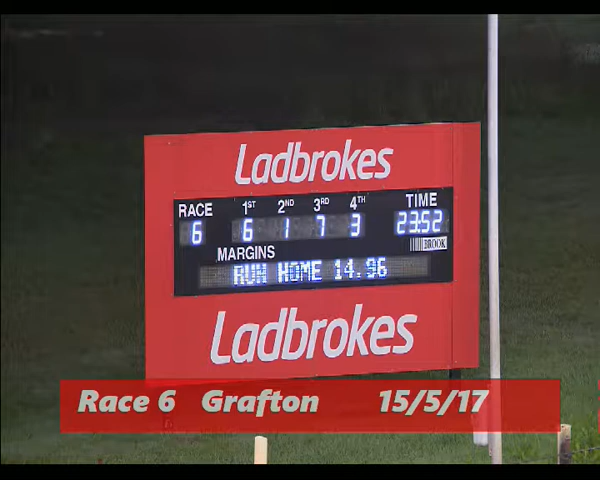 Ladbrokes
RACE 1ST 2ND 3RD 4TH TIME
6 6 1 7 3 23.52
BROOK
MARGINS
RUN HOME 14.96
Ladbrokes
Race 6 Grafton 15/5/17